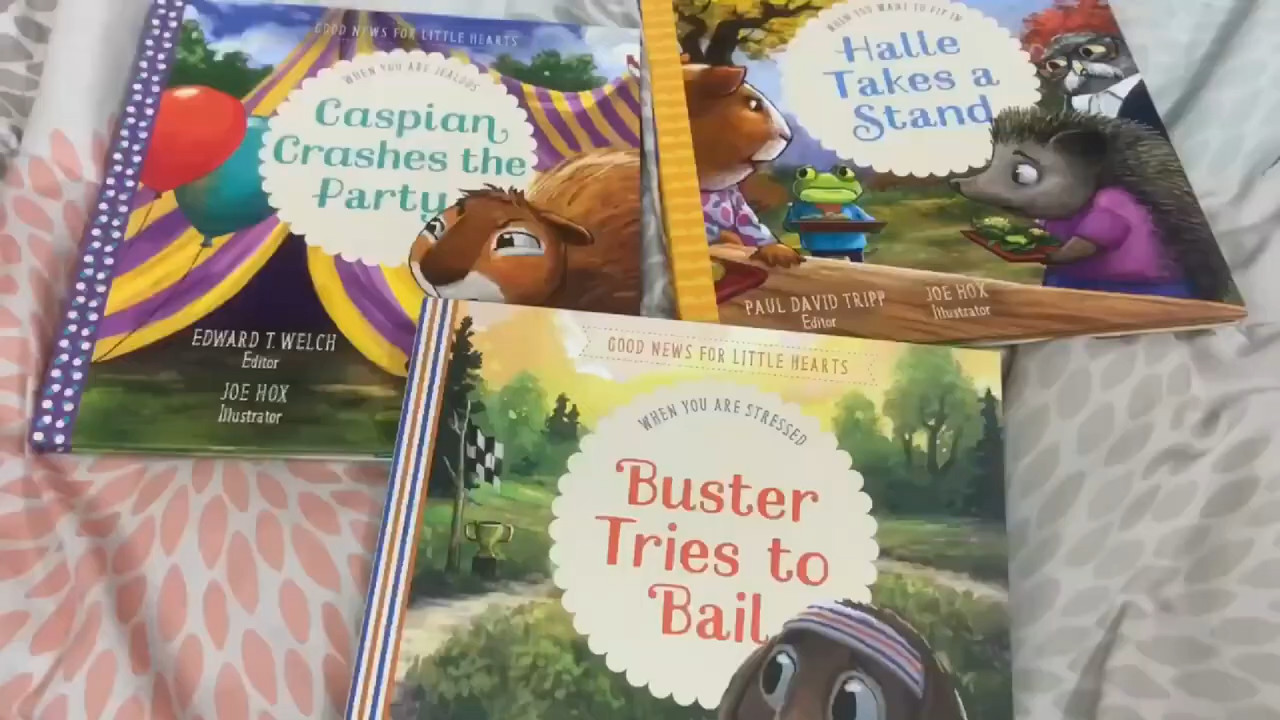 GOOD NEWS FOR LITTLE HEARTS
WHEN YOU ARE JEALOUS
Caspian
Crashes the
Party
EDWARD T. WELCH
Editor
JOE HOX
Illustrator
WHEN YOU WANT TO FIT IN
Halle
Takes a
Stand
PAUL DAVID TRIPP
Editor
JOE HOX
Illustrator
GOOD NEWS FOR LITTLE HEARTS
WHEN YOU ARE STRESSED
Buster
Tries to
Bail